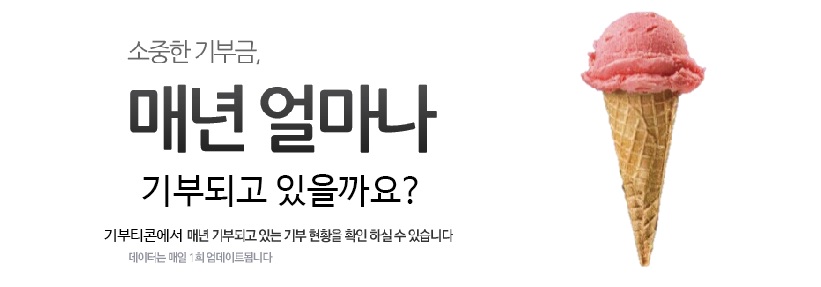 소중한 기부금,
매년 얼마나
기부되고 있을까요?
기부티콘에서 매년 기부되고 있는 기부 현황을 확인 하실 수 있습니다
데이터는 매일 1회 업데이트됩니다